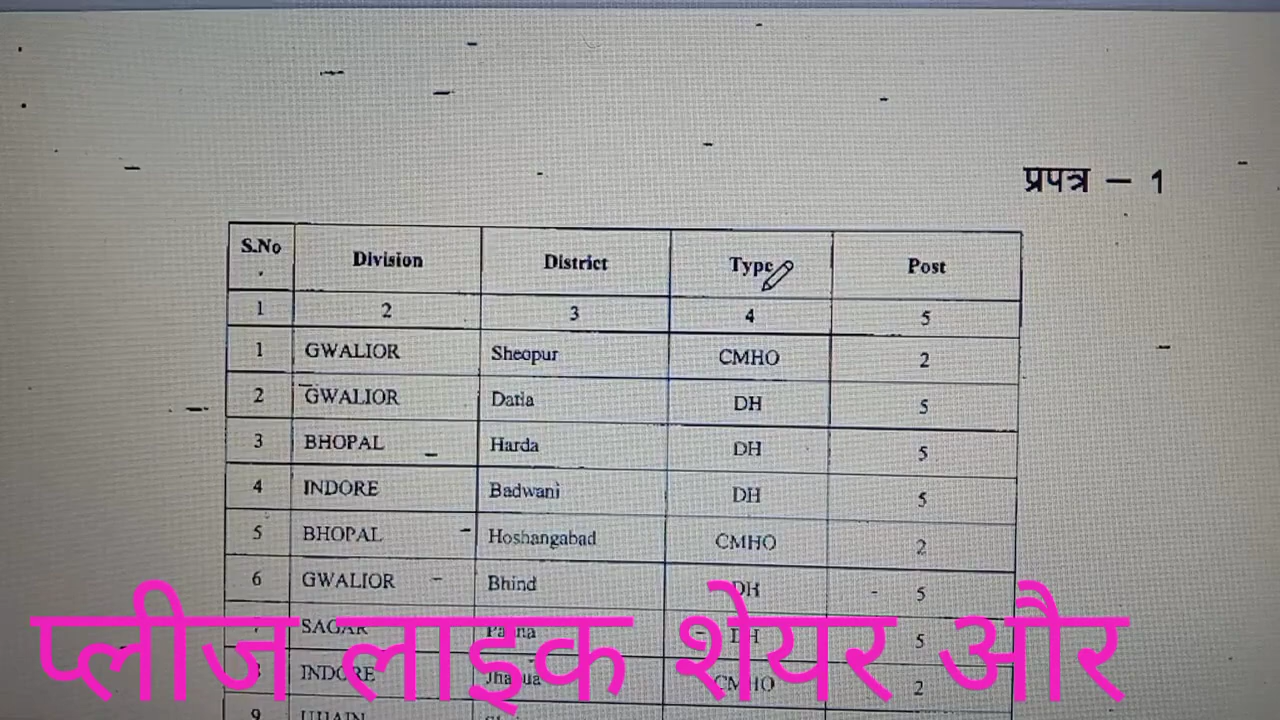 प्रपत्र – 1
S.No. Division District Type Post
1 2 3 4 5
1 GWALIOR Sheopur CMHO 2
2 GWALIOR Datia DH 5
3 BHOPAL Harda DH 5
4 INDORE Badwani DH 5
5 BHOPAL Hoshangabad CMHO 2
6 GWALIOR Bhind DH 5
7 SAGAR Panna DH 5
INDORE Jhabua CMHO 2
9
प्लीज लाइक शेयर और